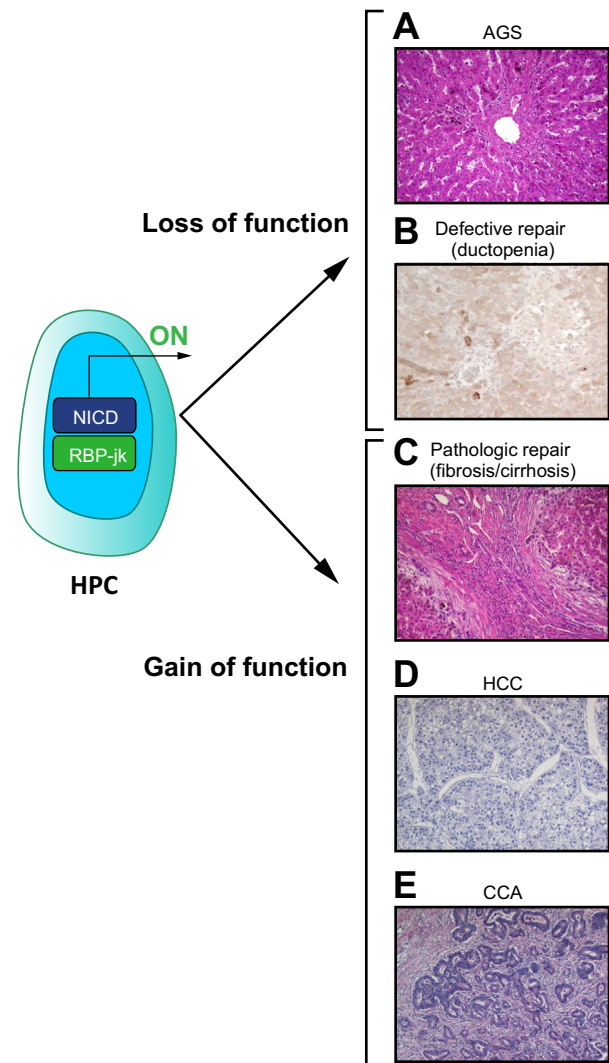 A
AGS
Loss of function
B
Defective repair
(ductopenia)
ON
NICD
RBP-jk
HPC
C
Pathologic repair
(fibrosis/cirrhosis)
Gain of function
D
HCC
E
CCA